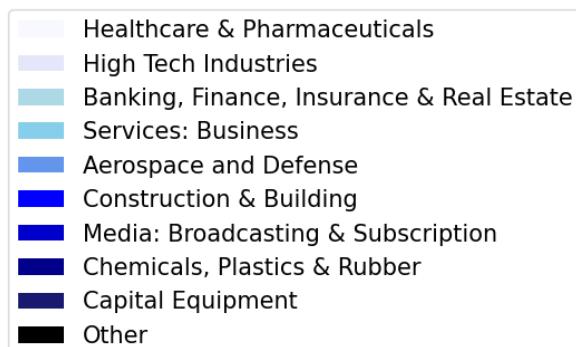 Healthcare & Pharmaceuticals
High Tech Industries
Banking, Finance, Insurance & Real Estate
Services: Business
Aerospace and Defense
Construction & Building
Media: Broadcasting & Subscription
Chemicals, Plastics & Rubber
Capital Equipment
Other